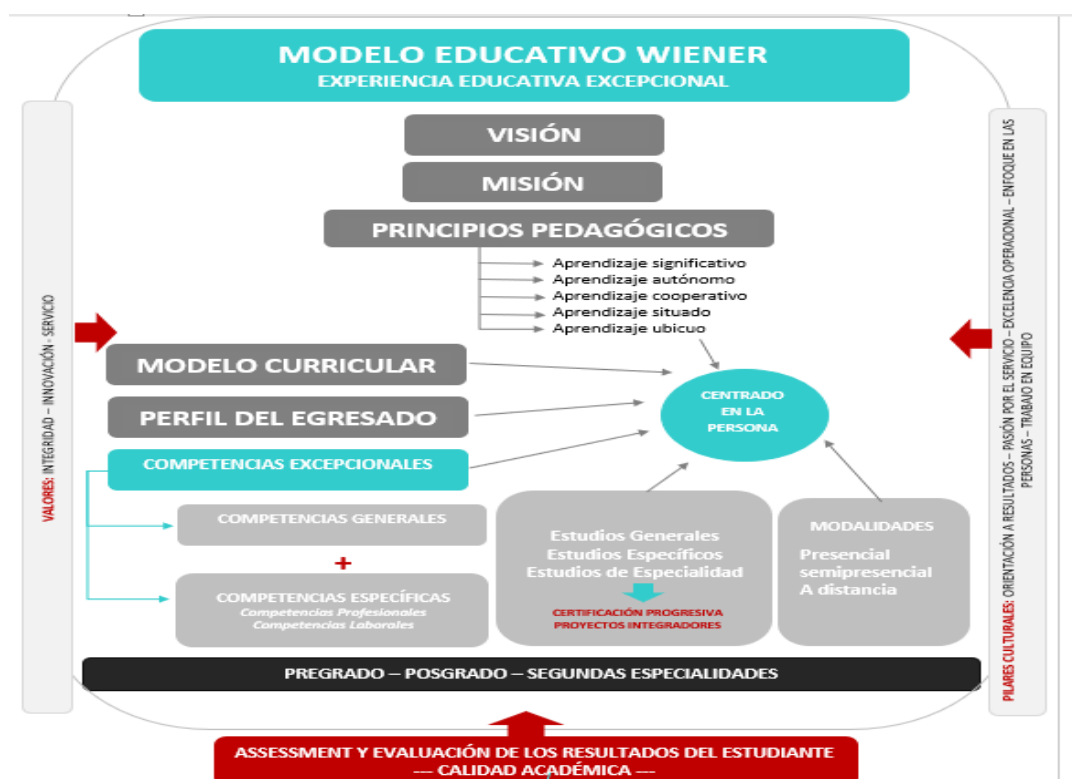 MODELO EDUCATIVO WIENER
EXPERIENCIA EDUCATIVA EXCEPCIONAL
VISIÓN
MISIÓN
PRINCIPIOS PEDAGÓGICOS
Aprendizaje significativo
Aprendizaje autónomo
Aprendizaje cooperativo
Aprendizaje situado
Aprendizaje ubicuo
MODELO CURRICULAR
PERFIL DEL EGRESADO
COMPETENCIAS EXCEPCIONALES
CENTRADO
EN LA
PERSONA
COMPETENCIAS GENERALES
+
COMPETENCIAS ESPECÍFICAS
Competencias Profesionales
Competencias Laborales
Estudios Generales
Estudios Específicos
Estudios de Especialidad
CERTIFICACIÓN PROGRESIVA
PROYECTOS INTEGRADORES
MODALIDADES
Presencial
semipresencial
A distancia
PREGRADO – POSGRADO – SEGUNDAS ESPECIALIDADES
ASSESSMENT Y EVALUACIÓN DE LOS RESULTADOS DEL ESTUDIANTE
--- CALIDAD ACADÉMICA ---
VALORES: INTEGRIDAD – INNOVACIÓN - SERVICIO
PILARES CULTURALES: ORIENTACIÓN A RESULTADOS – PASIÓN POR EL SERVICIO – EXCELENCIA OPERACIONAL – ENFOQUE EN LAS
PERSONAS – TRABAJO EN EQUIPO